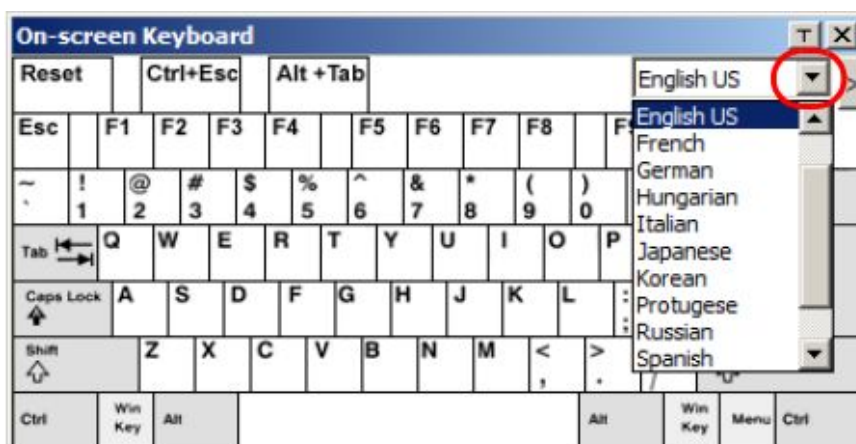 On-screen Keyboard
Reset Ctrl+Esc Alt +Tab English US >
Esc F1 F2 F3 F4 F5 F6 F7 F8
English US
French
German
Hungarian
Italian
Japanese
Korean
Protugese
Russian
Spanish
~ ! @ # $ % ^ & * ( )
` 1 2 3 4 5 6 7 8 9 0
Tab Q W E R T Y U I O P
Caps Lock A S D F G H J K L :
;
Shift Z X C V B N M < >
, . /
Ctrl Win Key Alt Alt Win Key Menu Ctrl